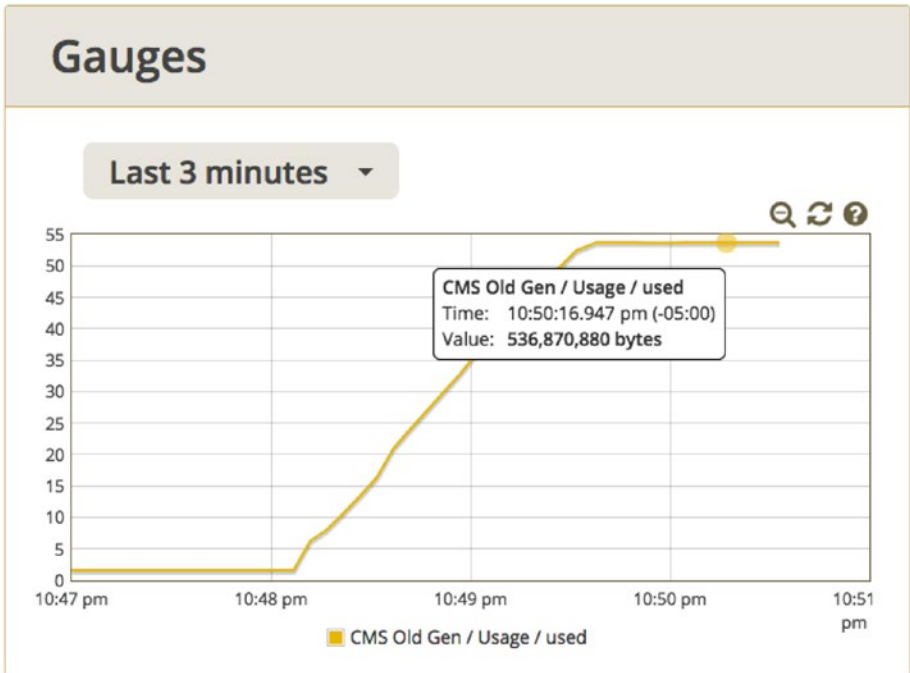 Gauges
Last 3 minutes
?
55
50
45
40
35
30
25
20
15
10
5
0
CMS Old Gen / Usage / used
Time: 10:50:16.947 pm (-05:00)
Value: 536,870,880 bytes
10:47 pm
10:48 pm
10:49 pm
10:50 pm
10:51
pm
CMS Old Gen / Usage / used